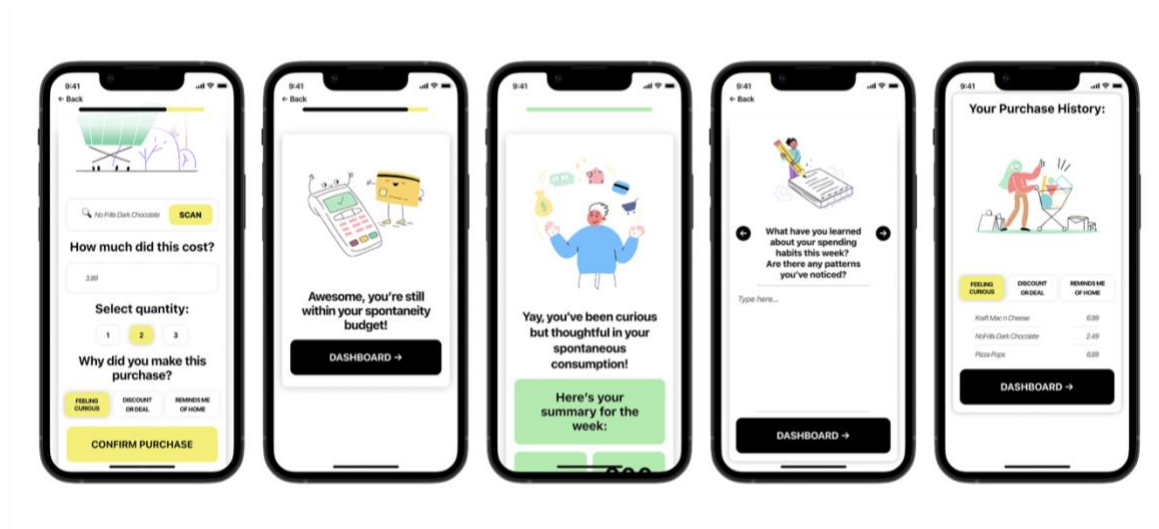 9:41
← Back
No Frills Dark Chocolate
SCAN
How much did this cost?
3.99
Select quantity:
1 2 3
Why did you make this
purchase?
FEELING
CURIOUS
DISCOUNT
OR DEAL
REMINDS ME
OF HOME
CONFIRM PURCHASE
9:41
← Back
Awesome, you're still
within your spontaneity
budget!
DASHBOARD →
9:41
Yay, you've been curious
but thoughtful in your
spontaneous
consumption!
Here's your
summary for the
week:
9:41
← Back
What have you learned
about your spending
habits this week?
Are there any patterns
you've noticed?
Type here...
DASHBOARD →
9:41
Your Purchase History:
FEELING
CURIOUS
DISCOUNT
OR DEAL
REMINDS ME
OF HOME
Kraft Mac n Cheese 6.99
NoFrills Dark Chocolate 2.49
Pizza Pops 6.89
DASHBOARD →